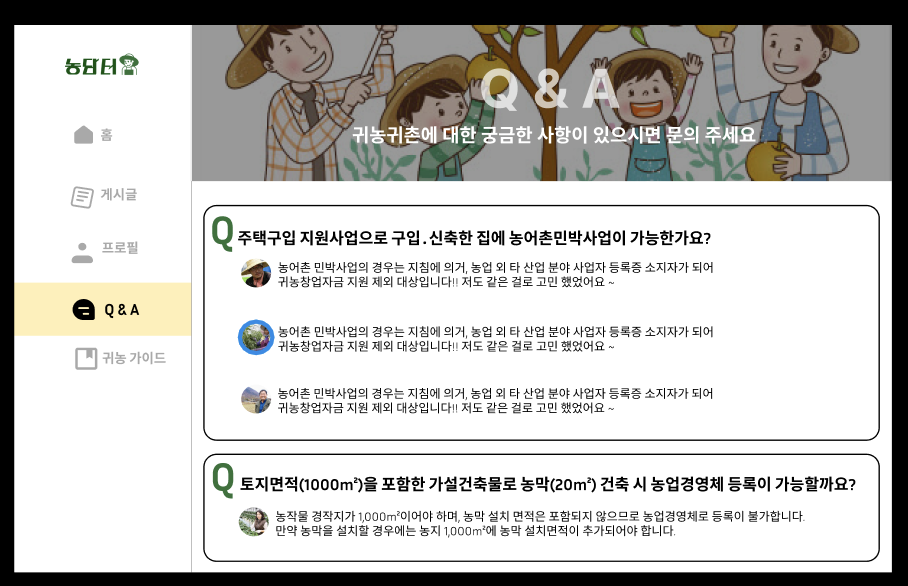 농담터
홈
게시글
프로필
Q & A
귀농 가이드
Q & A
귀농귀촌에 대한 궁금한 사항이 있으시면 문의 주세요
Q 주택구입 지원사업으로 구입 . 신축한 집에 농어촌민박사업이 가능한가요?
농어촌 민박사업의 경우는 지침에 의거, 농업 외 타 산업 분야 사업자 등록증 소지자가 되어
귀농창업자금 지원 제외 대상입니다!! 저도 같은 걸로 고민 했었어요 ~
농어촌 민박사업의 경우는 지침에 의거, 농업 외 타 산업 분야 사업자 등록증 소지자가 되어
귀농창업자금 지원 제외 대상입니다!! 저도 같은 걸로 고민 했었어요 ~
농어촌 민박사업의 경우는 지침에 의거, 농업 외 타 산업 분야 사업자 등록증 소지자가 되어
귀농창업자금 지원 제외 대상입니다!! 저도 같은 걸로 고민 했었어요 ~
Q 토지면적(1000m²)을 포함한 가설건축물로 농막(20m²) 건축 시 농업경영체 등록이 가능할까요?
농작물 경작지가 1,000m²이어야 하며, 농막 설치 면적은 포함되지 않으므로 농업경영체로 등록이 불가합니다.
만약 농막을 설치할 경우에는 농지 1,000m²에 농막 설치면적이 추가되어야 합니다.